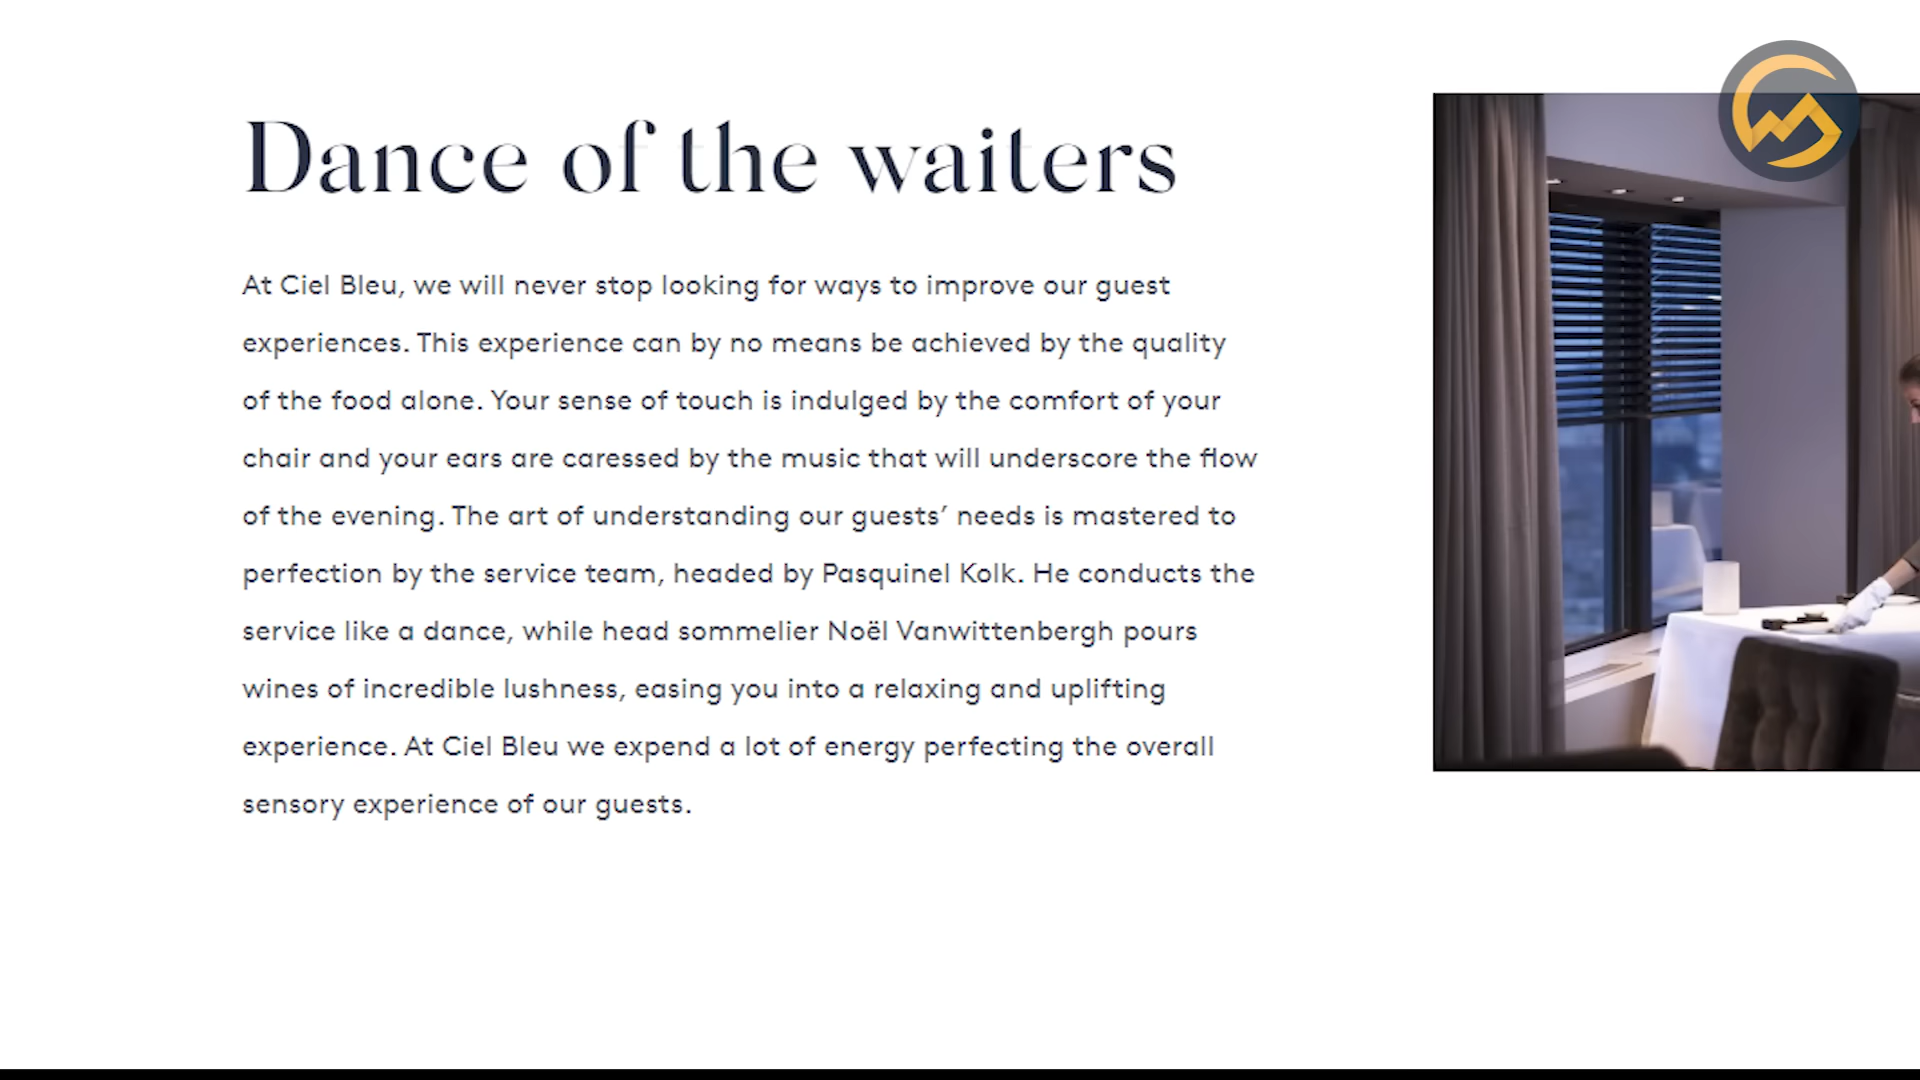 Dance of the waiters
At Ciel Bleu, we will never stop looking for ways to improve our guest
experiences. This experience can by no means be achieved by the quality
of the food alone. Your sense of touch is indulged by the comfort of your
chair and your ears are caressed by the music that will underscore the flow
of the evening. The art of understanding our guests’ needs is mastered to
perfection by the service team, headed by Pasquinel Kolk. He conducts the
service like a dance, while head sommelier Noël Vanwittenbergh pours
wines of incredible lushness, easing you into a relaxing and uplifting
experience. At Ciel Bleu we expend a lot of energy perfecting the overall
sensory experience of our guests.